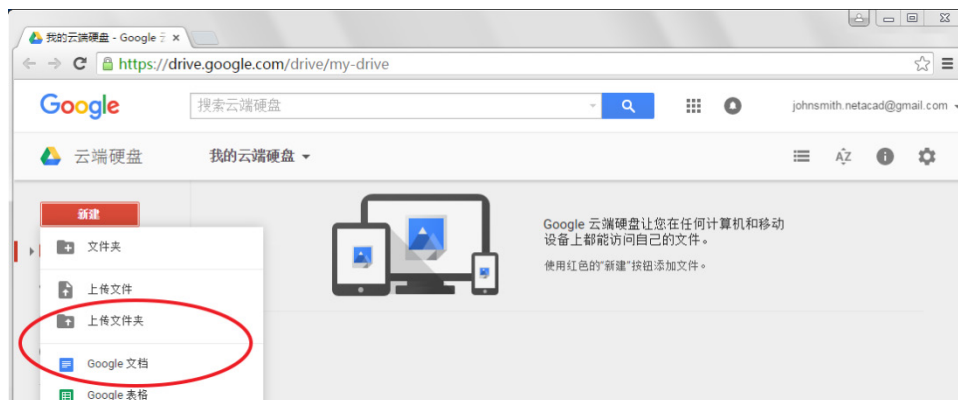 我的云端硬盘 - Google 云
https://drive.google.com/drive/my-drive
Google
搜索云端硬盘
johnsmith.netacad@gmail.com
云端硬盘
我的云端硬盘
AZ
新建
Google 云端硬盘让您在任何计算机和移动
设备上都能访问自己的文件。
使用红色的“新建”按钮添加文件。
文件夹
上传文件
上传文件夹
Google 文档
Google 表格